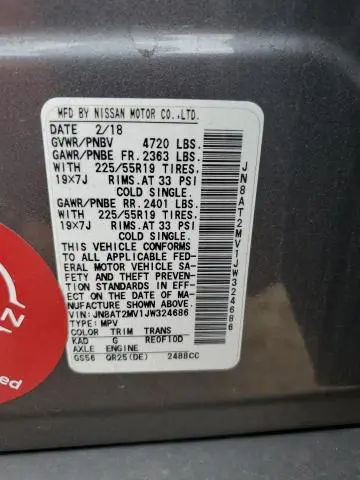 MFD BY NISSAN MOTOR CO.,LTD.
DATE 2/18
GVWR/PNBV 4720 LBS.
GAWR/PNBE FR. 2363 LBS.
WITH 225/55R19 TIRES,
19X7J RIMS.AT 33 PSI
COLD SINGLE.
GAWR/PNBE RR. 2401 LBS.
WITH 225/55R19 TIRES,
19X7J RIMS.AT 33 PSI
COLD SINGLE.
THIS VEHICLE CONFORMS
TO ALL APPLICABLE FED-
ERAL MOTOR VEHICLE SA-
FETY AND THEFT PREVEN-
TION STANDARDS IN EFF-
ECT ON THE DATE OF MA-
NUFACTURE SHOWN ABOVE.
VIN: JN8AT2MV1JW324686
TYPE:MPV
COLOR TRIM TRANS
KAD G RE0F10D
AXLE ENGINE
GS56 QR25(DE) 2488CC
JN8AT2MV1JW324686